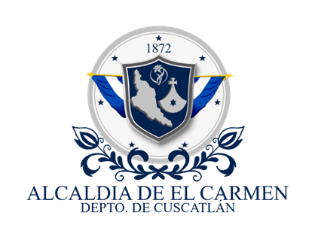 1872
ALCALDIA DE EL CARMEN
DEPTO. DE CUSCATLÁN